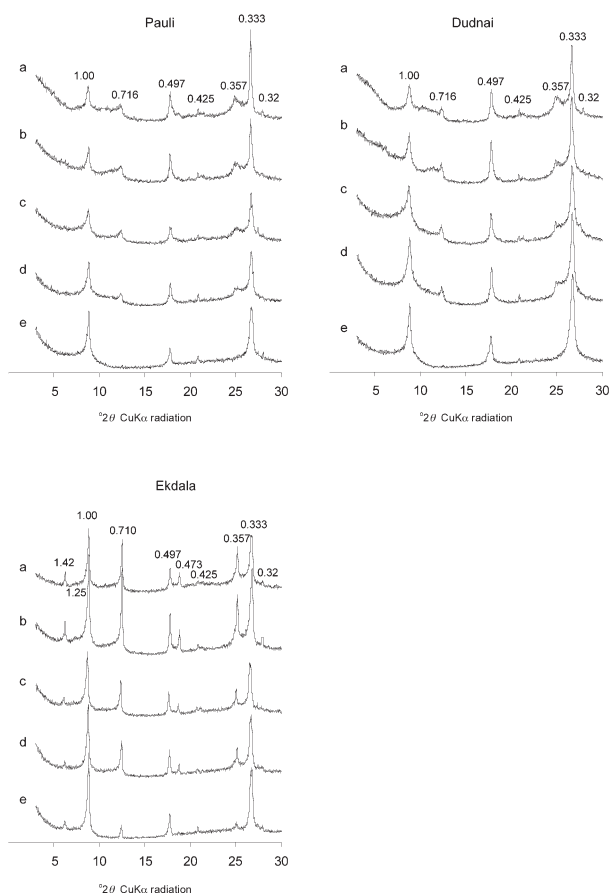 Pauli
0.333
1.00
0.716
0.497
0.425
0.357
0.32
a
b
c
d
e
5 10 15 20 25 30
°2θ CuKα radiation
Dudnai
0.333
1.00
0.716
0.497
0.425
0.357
0.32
a
b
c
d
e
5 10 15 20 25 30
°2θ CuKα radiation
Ekdala
1.00
0.710
0.333
0.357
0.497
0.473
1.42
0.425
0.32
1.25
a
b
c
d
e
5 10 15 20 25 30
°2θ CuKα radiation